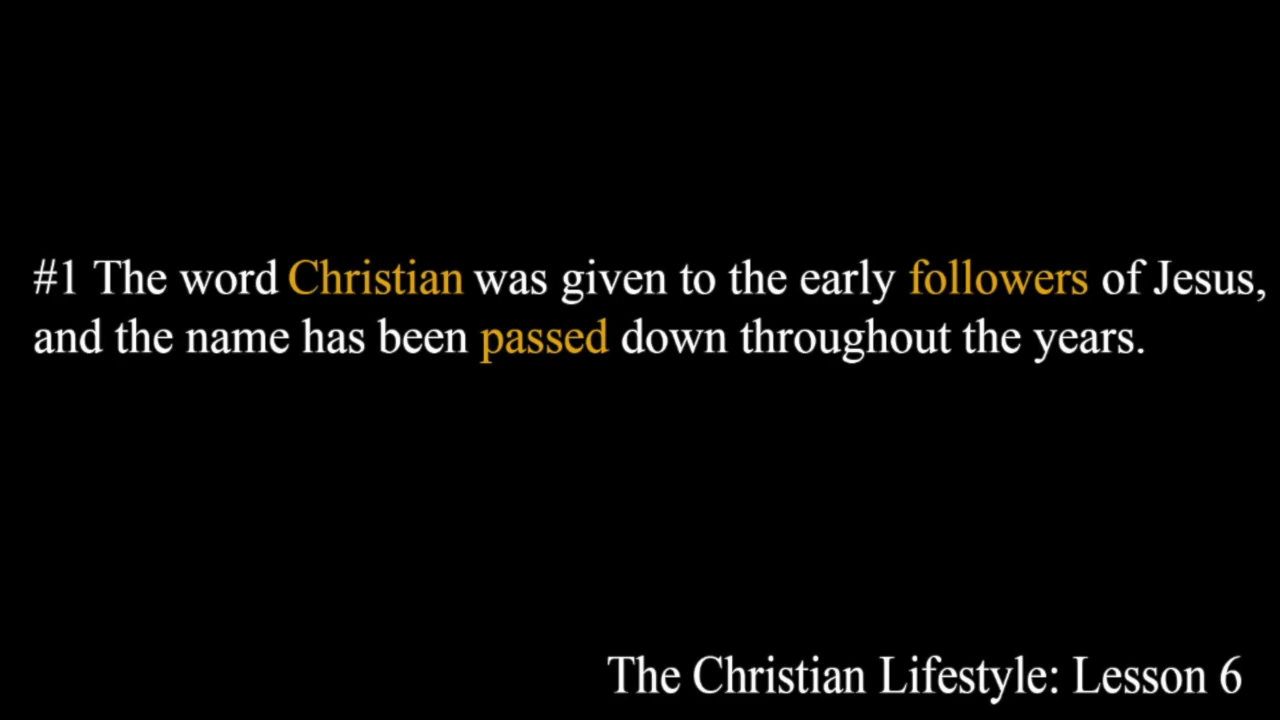 #1 The word Christian was given to the early followers of Jesus,
and the name has been passed down throughout the years.
The Christian Lifestyle: Lesson 6